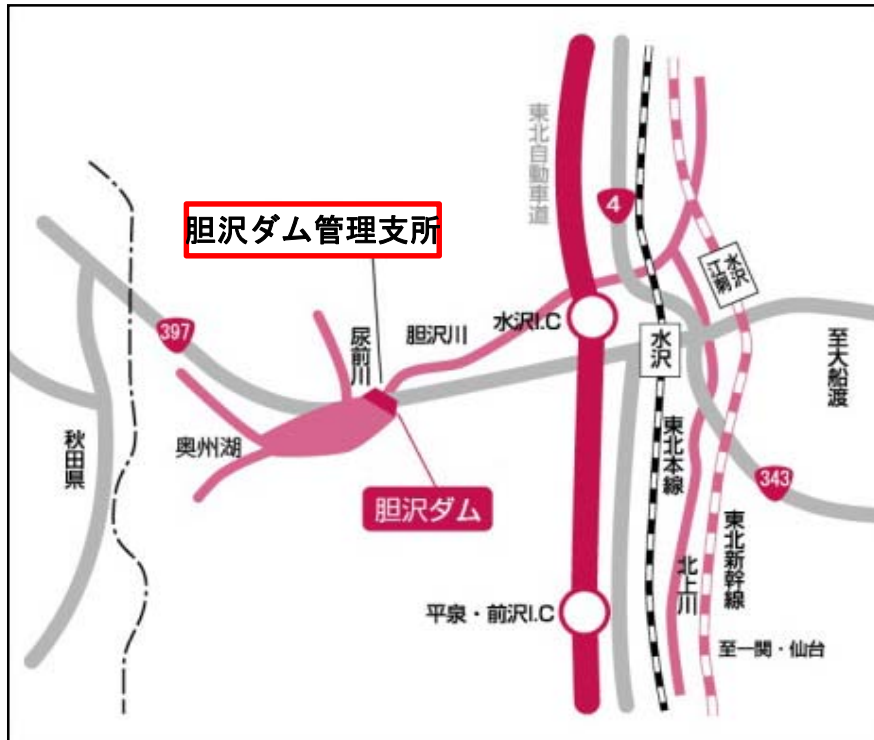 東北自動車道
4
胆沢ダム管理支所
水沢
江刺
397
尿前川
胆沢川
水沢I.C
水沢
至大船渡
奥州湖
秋田県
東北本線
343
胆沢ダム
東北新幹線
北上川
平泉・前沢I.C
至一関・仙台